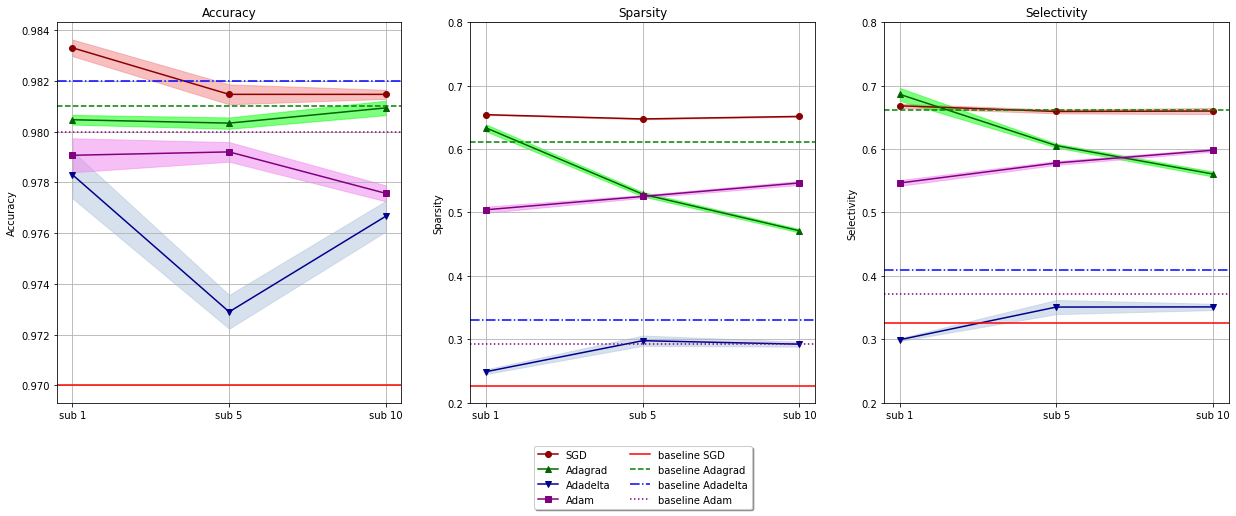 Accuracy
Accuracy
0.984
0.982
0.980
0.978
0.976
0.974
0.972
0.970
sub 1
sub 5
sub 10
Sparsity
Sparsity
0.8
0.7
0.6
0.5
0.4
0.3
0.2
sub 1
sub 5
sub 10
Selectivity
Selectivity
0.8
0.7
0.6
0.5
0.4
0.3
0.2
sub 1
sub 5
sub 10
SGD
Adagrad
Adadelta
Adam
baseline SGD
baseline Adagrad
baseline Adadelta
baseline Adam